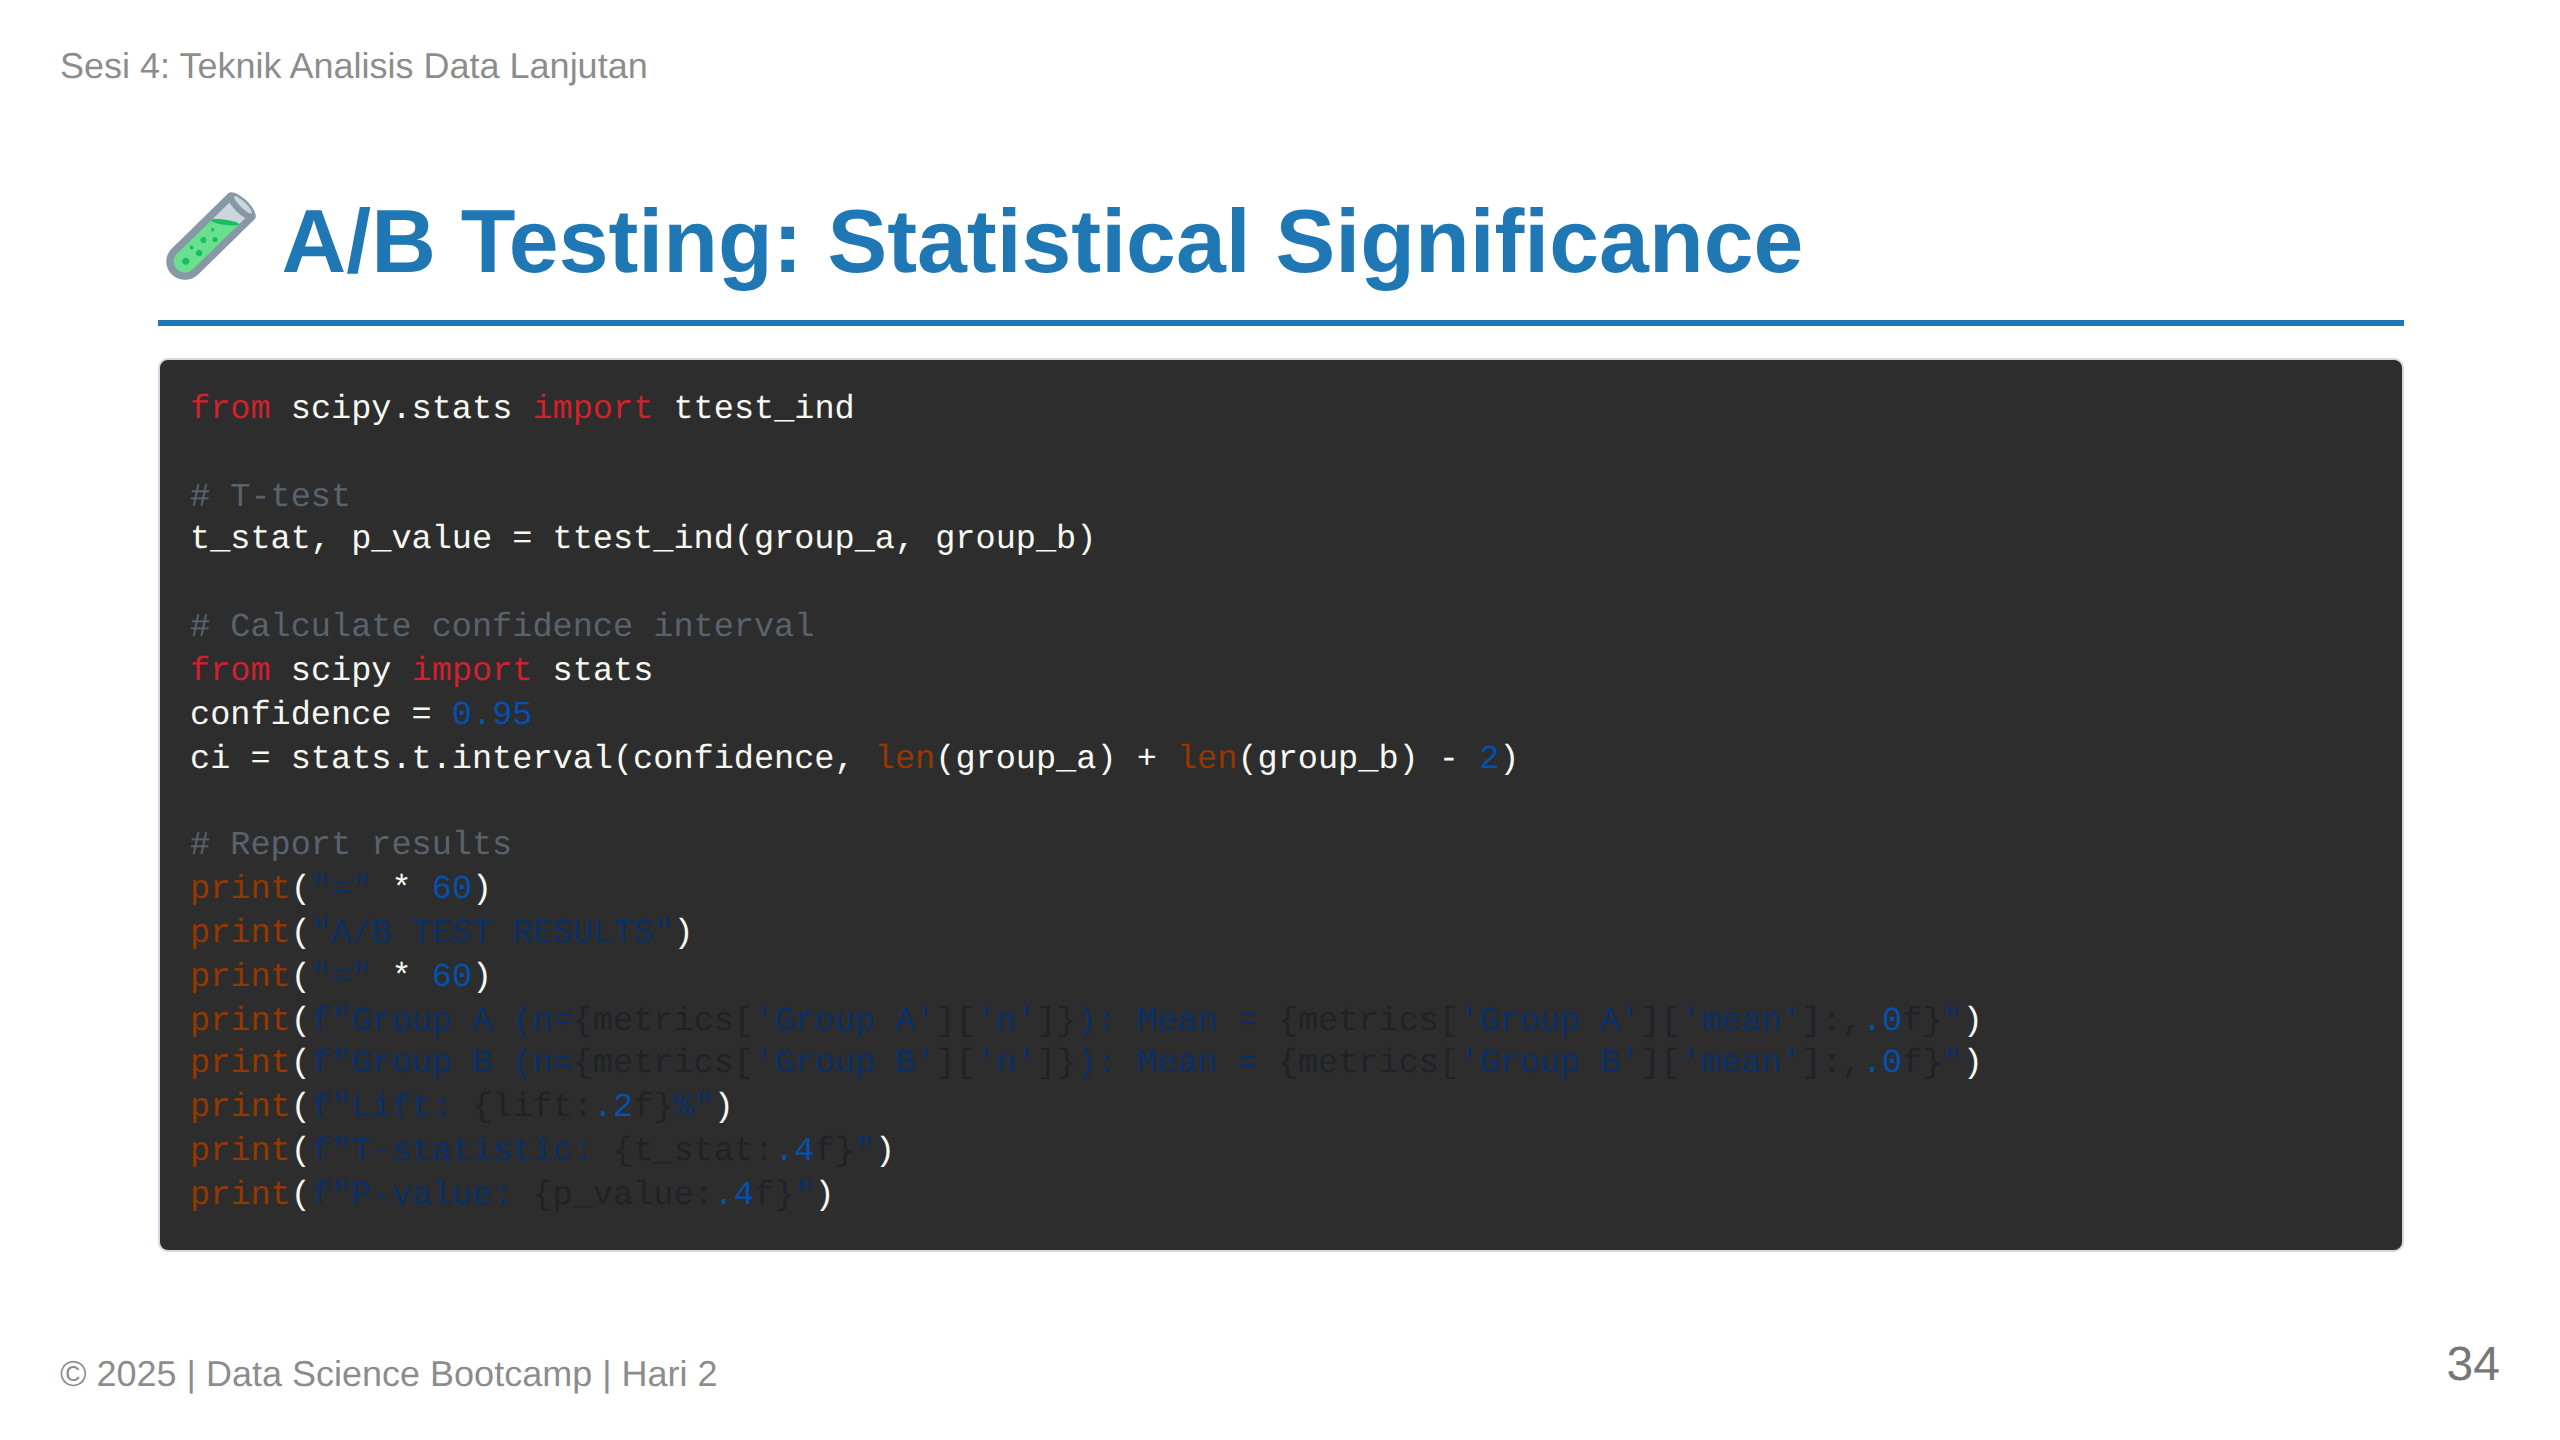 Sesi 4: Teknik Analisis Data Lanjutan
A/B Testing: Statistical Significance
from scipy.stats import ttest_ind
# T-test
t_stat, p_value = ttest_ind(group_a, group_b)
# Calculate confidence interval
from scipy import stats
confidence = 0.95
ci = stats.t.interval(confidence, len(group_a) + len(group_b) - 2)
# Report results
print("=" * 60)
print("A/B TEST RESULTS")
print("=" * 60)
print(f"Group A (n={metrics['Group A']['n']}): Mean = {metrics['Group A']['mean']:,.0f}")
print(f"Group B (n={metrics['Group B']['n']}): Mean = {metrics['Group B']['mean']:,.0f}")
print(f"Lift: {lift:.2f}%")
print(f"T-statistic: {t_stat:.4f}")
print(f"P-value: {p_value:.4f}")
© 2025 | Data Science Bootcamp | Hari 2
34